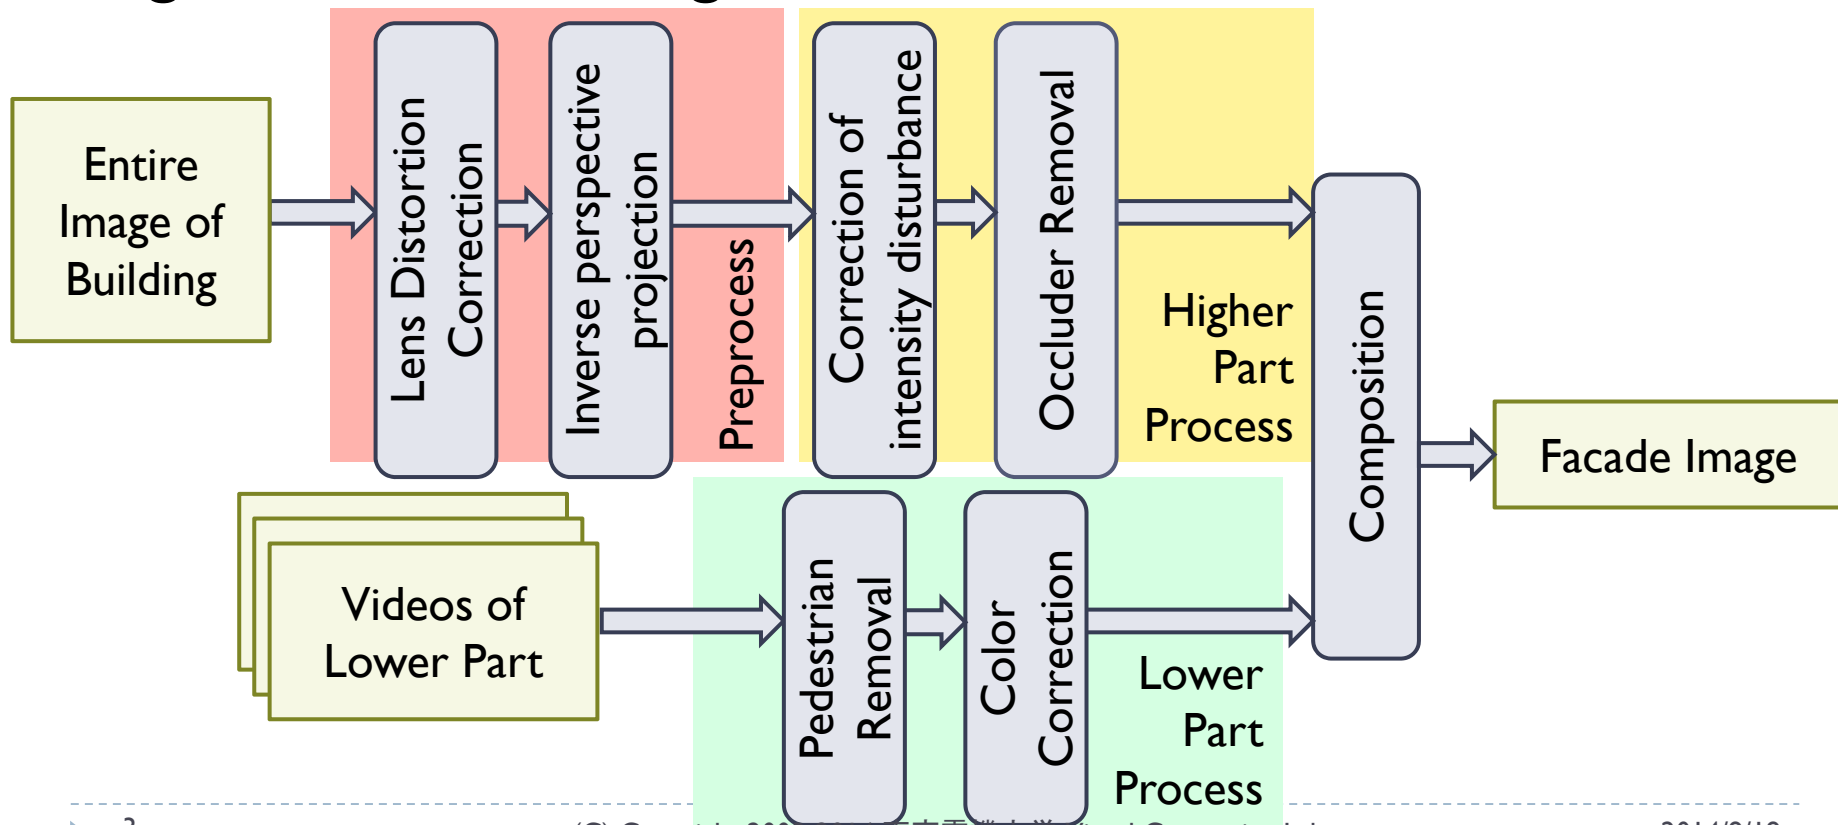 Entire
Image of
Building
Lens Distortion
Correction
Inverse perspective
projection
Preprocess
Correction of
intensity disturbance
Occluder Removal
Higher
Part
Process
Composition
Facade Image
Videos of
Lower Part
Pedestrian
Removal
Color
Correction
Lower
Part
Process